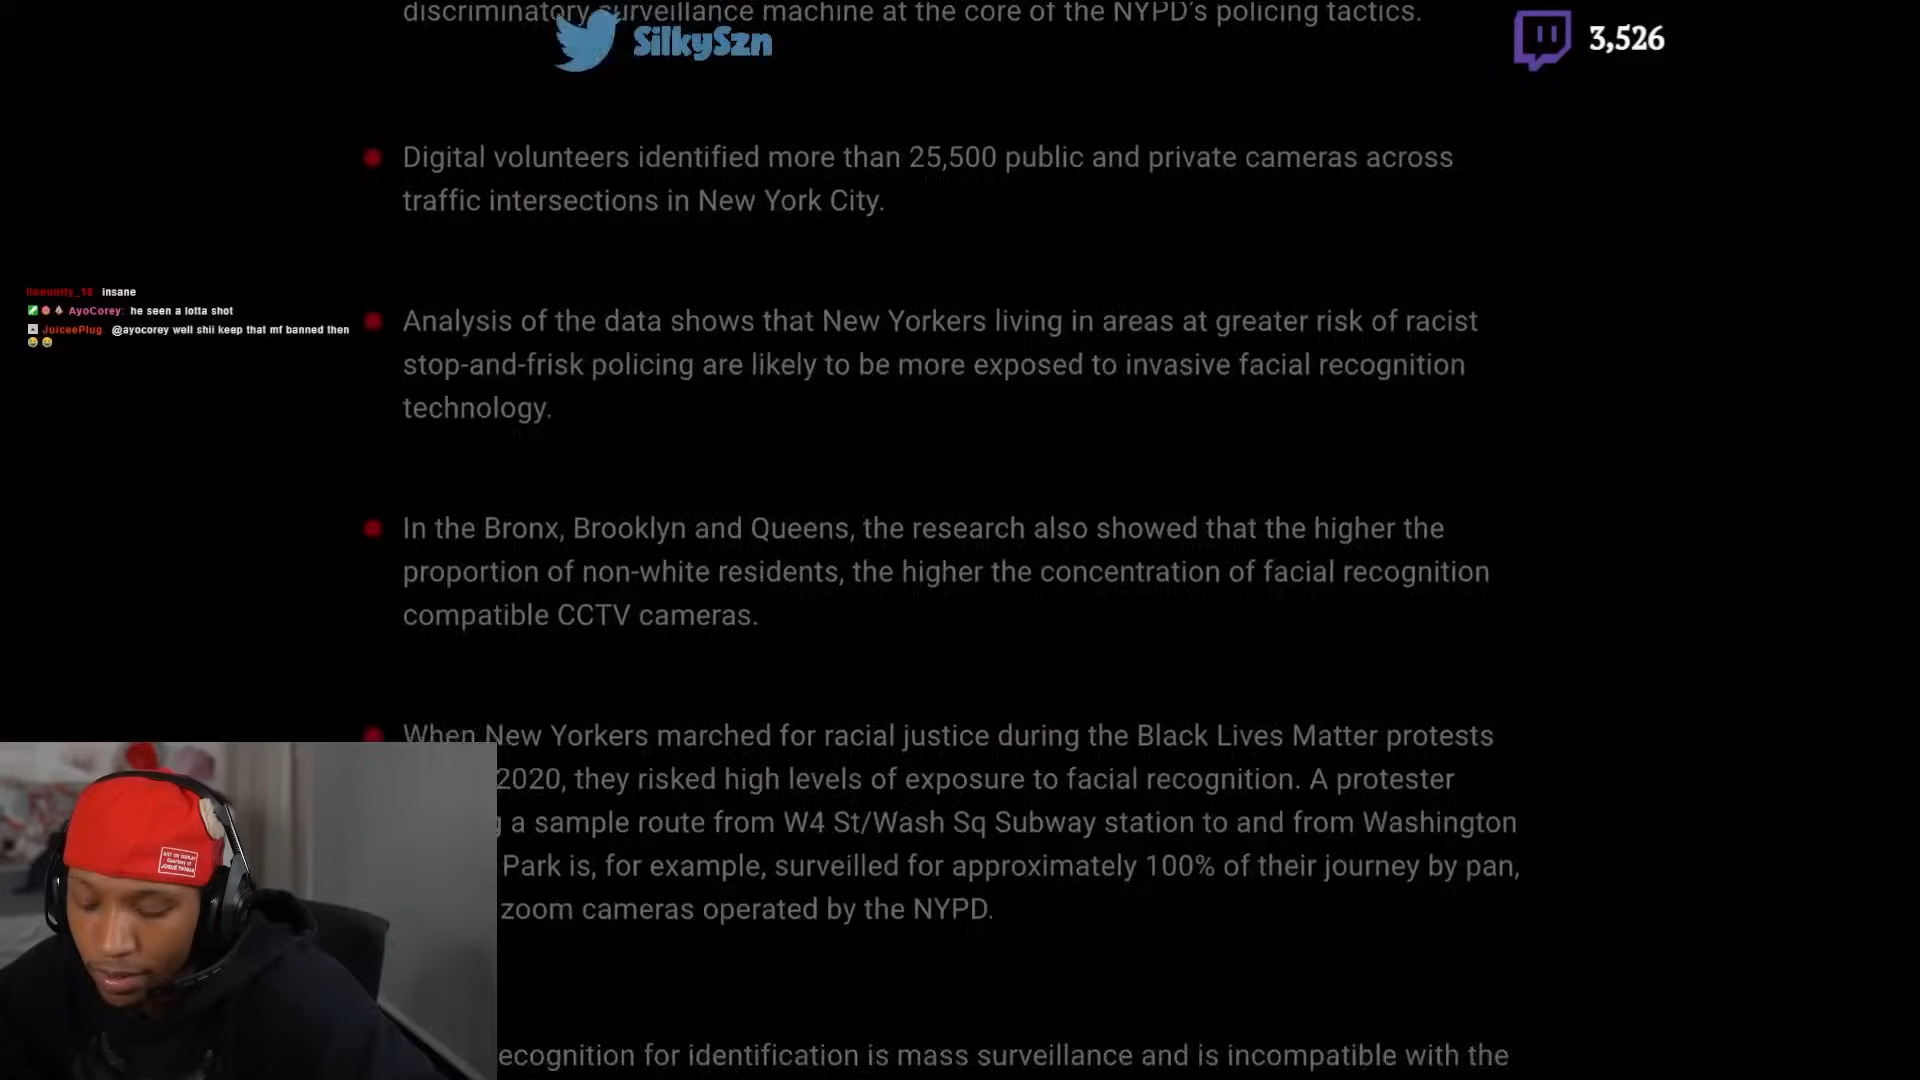 discriminatory surveillance machine at the core of the NYPD's policing tactics.
SilkySzn
3,526
Digital volunteers identified more than 25,500 public and private cameras across
traffic intersections in New York City.
insane
AyoCorey: he seen a lotta shot
JuiceePlug: @ayocorey well shii keep that mf banned then
Analysis of the data shows that New Yorkers living in areas at greater risk of racist
stop-and-frisk policing are likely to be more exposed to invasive facial recognition
technology.
In the Bronx, Brooklyn and Queens, the research also showed that the higher the
proportion of non-white residents, the higher the concentration of facial recognition
compatible CCTV cameras.
When New Yorkers marched for racial justice during the Black Lives Matter protests
2020, they risked high levels of exposure to facial recognition. A protester
g a sample route from W4 St/Wash Sq Subway station to and from Washington
Park is, for example, surveilled for approximately 100% of their journey by pan,
zoom cameras operated by the NYPD.
ecognition for identification is mass surveillance and is incompatible with the